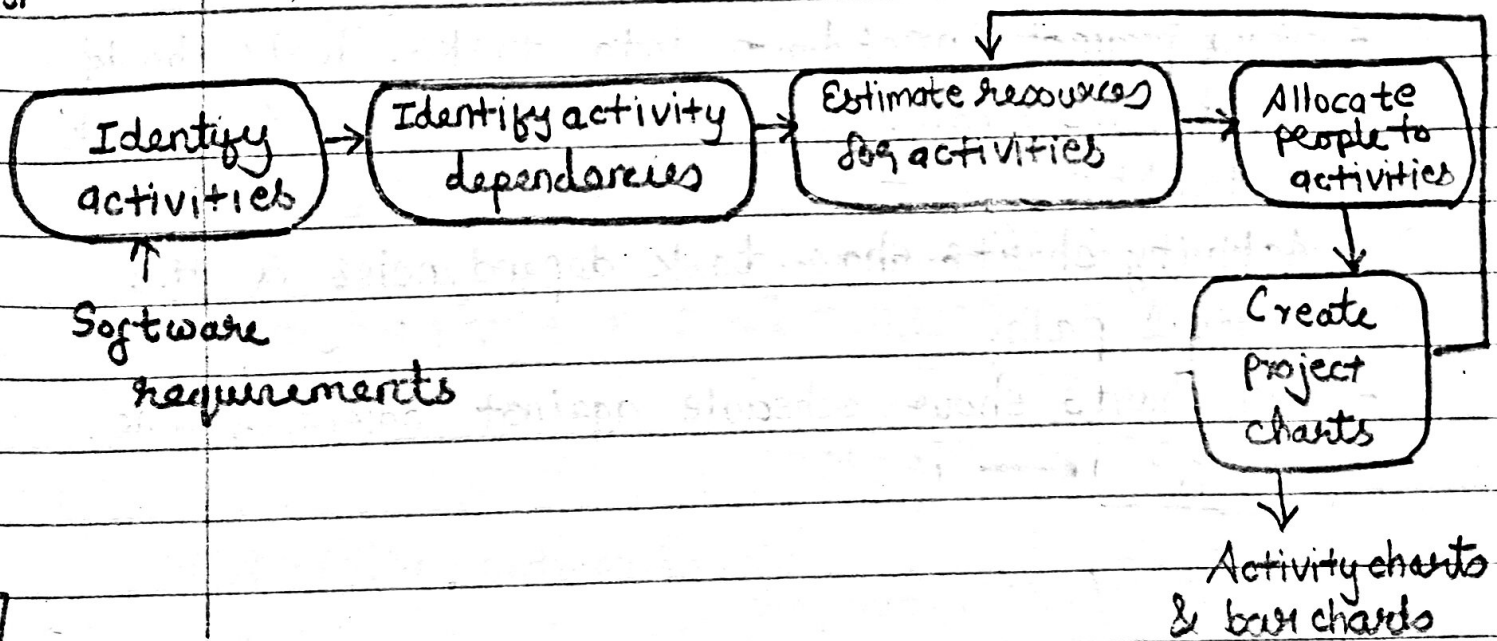 Identify
activities
Identify activity
dependancies
Estimate resources
for activities
Allocate
people to
activities
Software
requirements
Create
project
charts
Activity charts
& bar charts